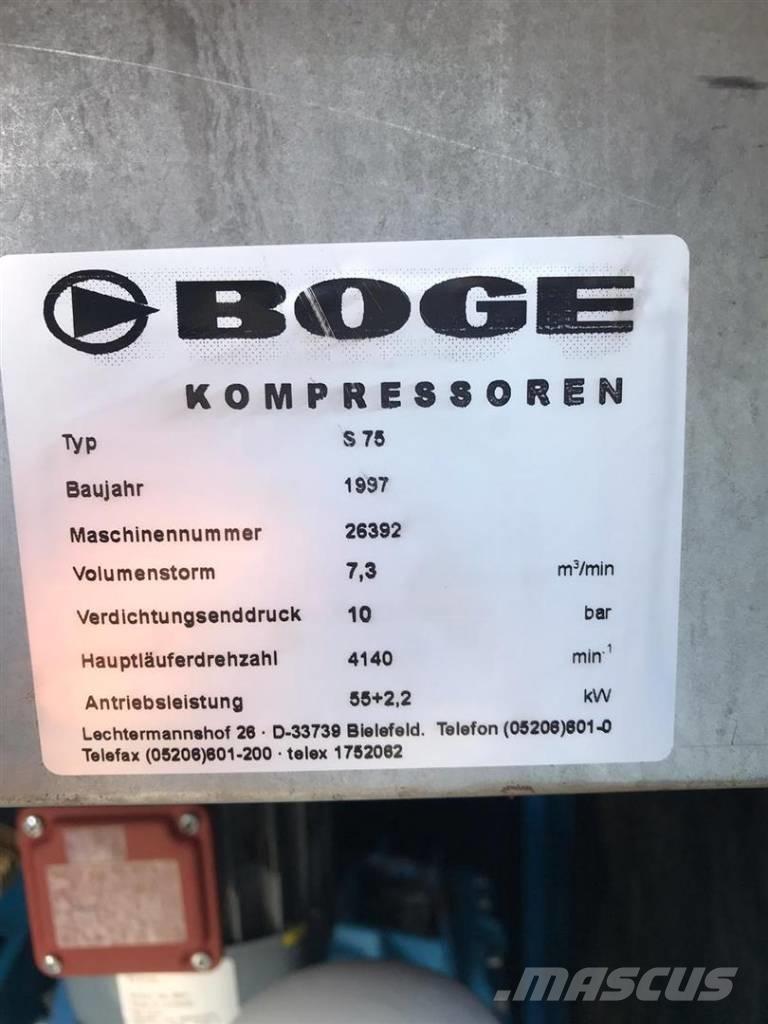 BOGE
KOMPRESSOREN
Typ S 75
Baujahr 1997
Maschinennummer 26392
Volumenstorm 7,3 m³/min
Verdichtungsenddruck 10 bar
Hauptläuferdrehzahl 4140 min-¹
Antriebsleistung 55+2,2 kW
Lechtermannshof 26 · D-33739 Bielefeld. Telefon (05206)601-0
Telefax (05206)601-200 · telex 1752062
MASCUS